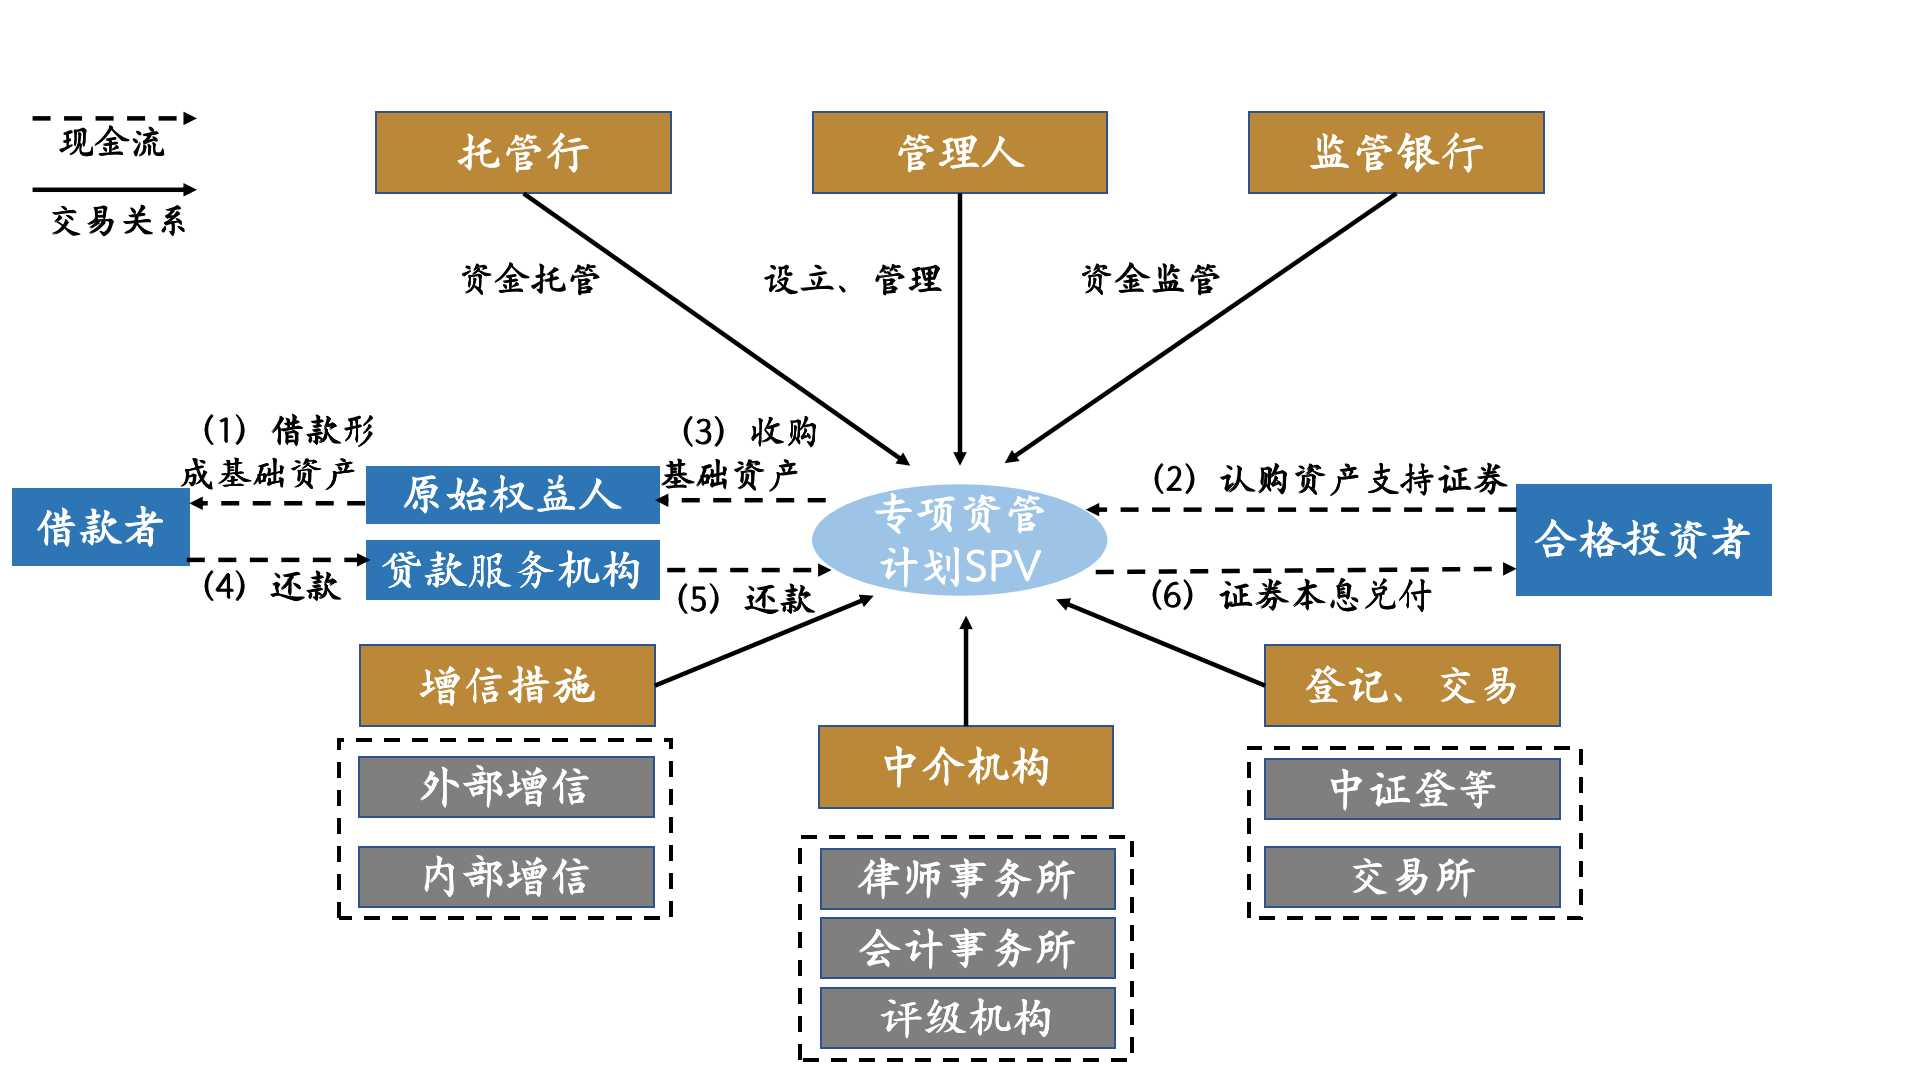 现金流
交易关系
托管行
管理人
监管银行
资金托管
设立、管理
资金监管
（1）借款形
成基础资产
（3）收购
基础资产
（2）认购资产支持证券
借款者
原始权益人
贷款服务机构
专项资管
计划SPV
合格投资者
（4）还款
（5）还款
（6）证券本息兑付
增信措施
外部增信
内部增信
中介机构
律师事务所
会计事务所
评级机构
登记、交易
中证登等
交易所